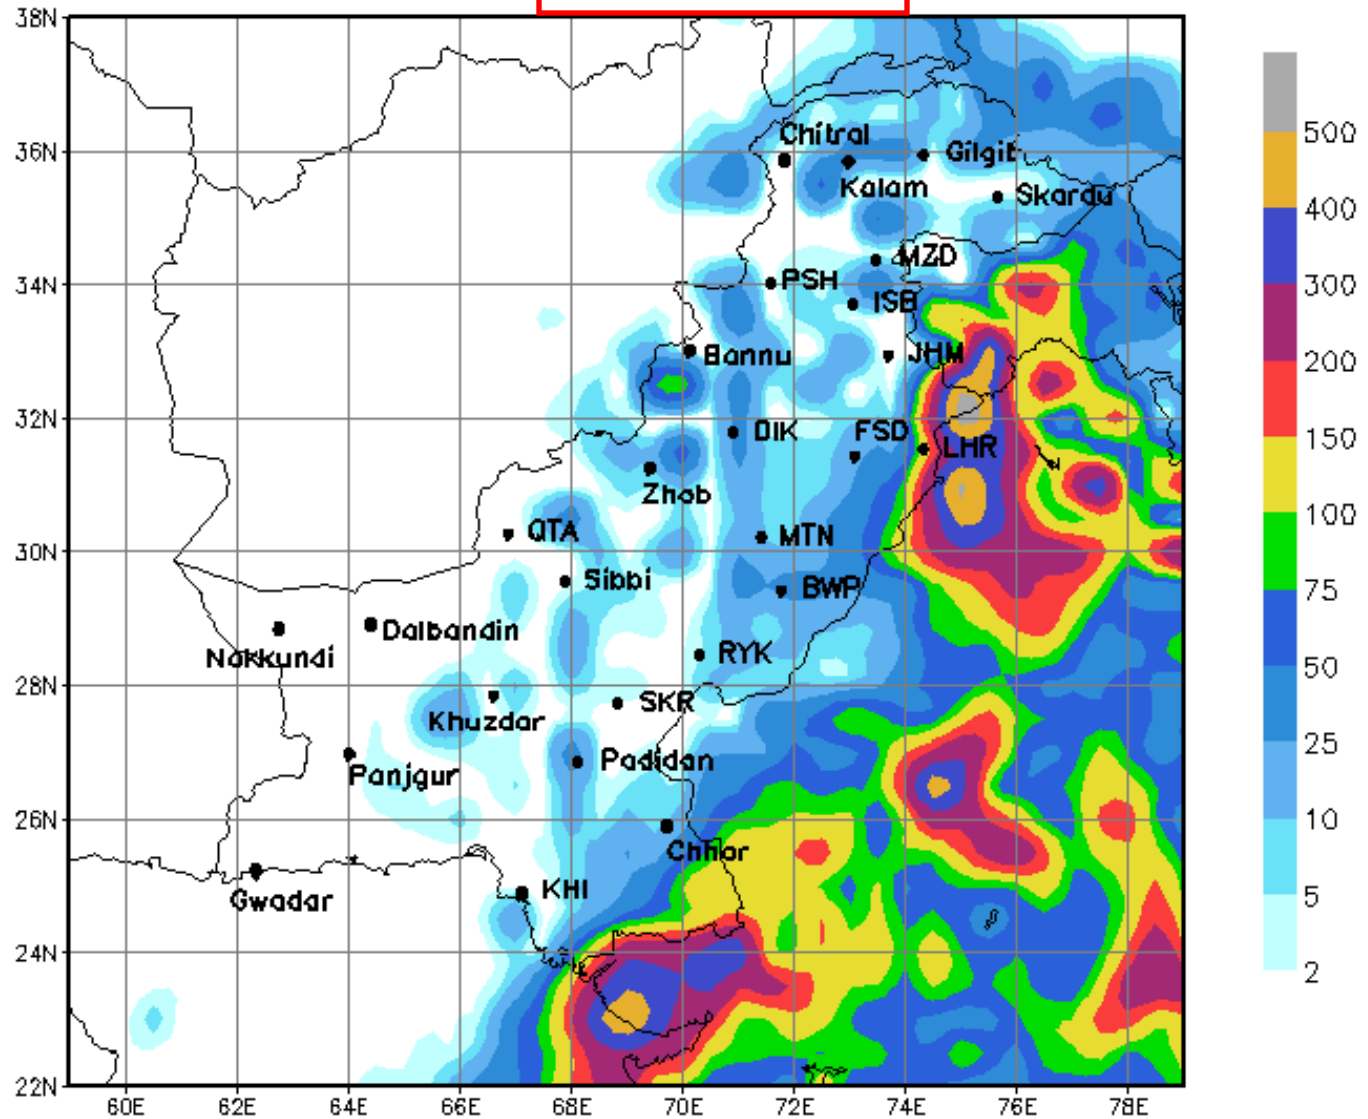 38N
500
Chitral
36N
Gilgit
Kalam
Skardu
400
MZD
34N
PSH
300
ISB
Bannu
JHM
200
32N
DIK
FSD
LHR
150
Zhob
100
QTA
MTN
30N
Sibbi
BWP
75
Dalbandin
Nokkundi
RYK
50
28N
SKR
Khuzdar
25
Padidan
Panjgur
26N
10
Chhor
KHI
5
Gwadar
24N
2
22N
60E 62E 64E 66E 68E 70E 72E 74E 76E 78E